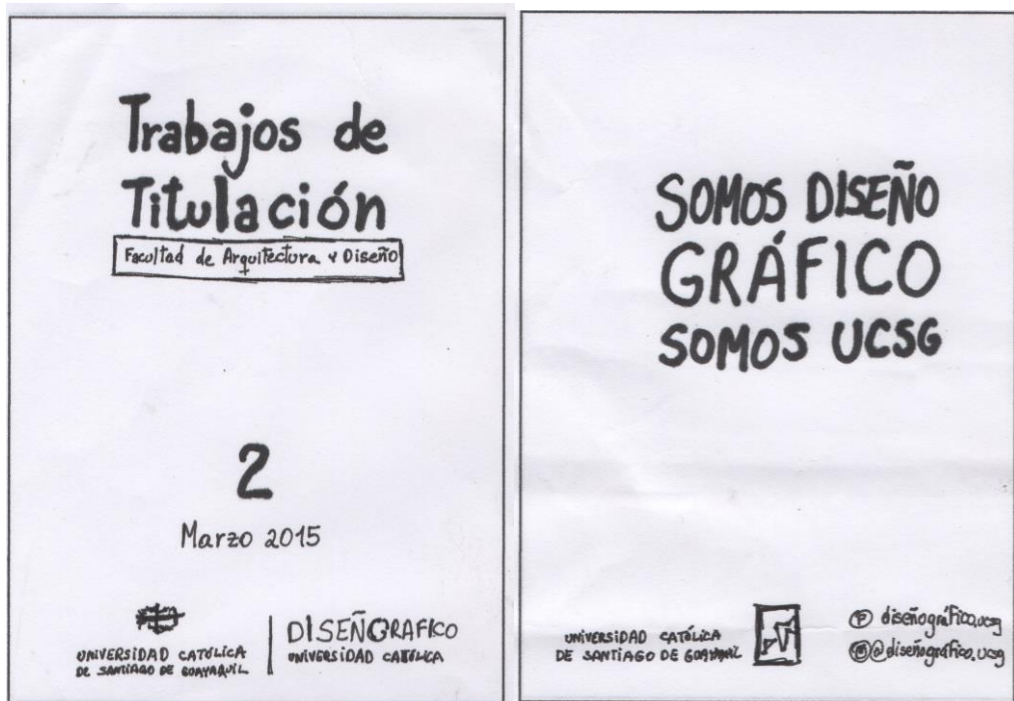 Trabajos de
Titulación
Facultad de Arquitectura y Diseño
2
Marzo 2015
UNIVERSIDAD CATÓLICA
DE SANTIAGO DE GUAYAQUIL
DISEÑGRAFICO
UNIVERSIDAD CATÓLICA
SOMOS DISEÑO
GRÁFICO
SOMOS UCSG
UNIVERSIDAD CATÓLICA
DE SANTIAGO DE GUAYAQUIL
diseñográfico.ucsg
@diseñográfico.ucsg